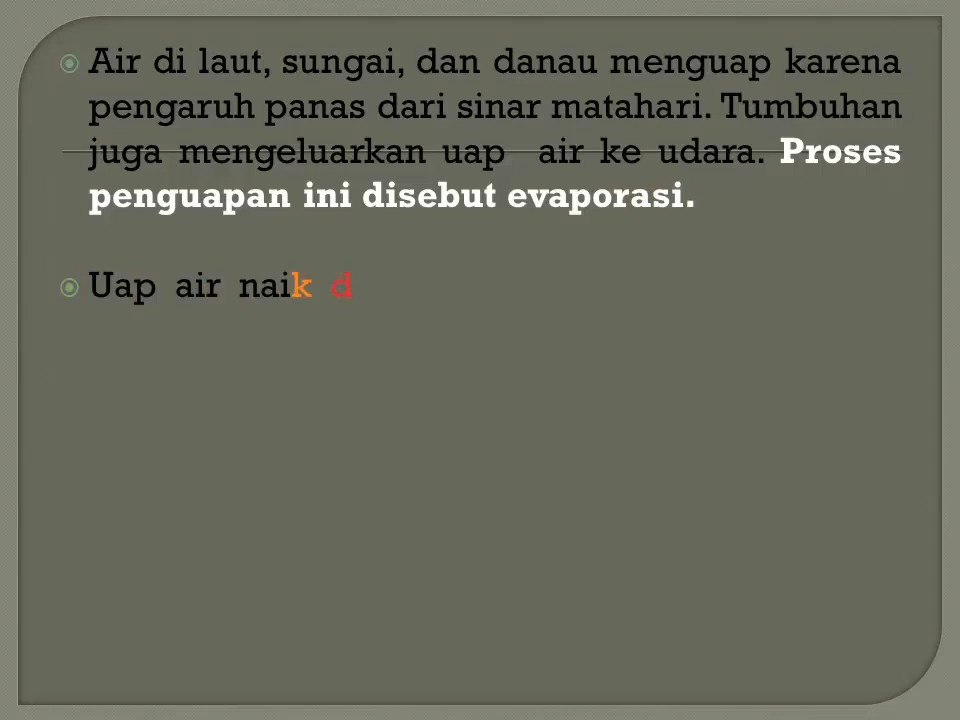 Air di laut, sungai, dan danau menguap karena
pengaruh panas dari sinar matahari. Tumbuhan
juga mengeluarkan uap air ke udara. Proses
penguapan ini disebut evaporasi.
Uap air naik d